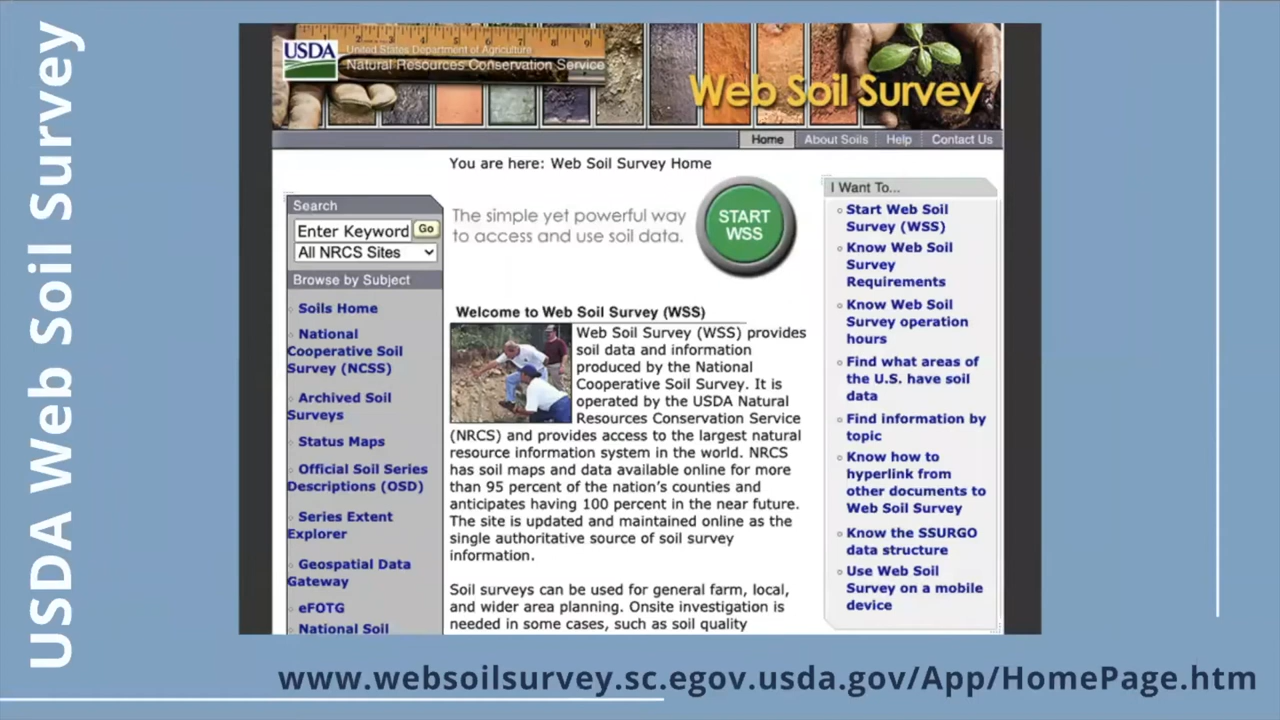 USDA Web Soil Survey
USDA
United States Department of Agriculture
Natural Resources Conservation Service
Web Soil Survey
Home
About Soils
Help
Contact Us
You are here: Web Soil Survey Home
Search
Enter Keyword
Go
All NRCS Sites
Browse by Subject
Soils Home
National
Cooperative Soil
Survey (NCSS)
Archived Soil
Surveys
Status Maps
Official Soil Series
Descriptions (OSD)
Series Extent
Explorer
Geospatial Data
Gateway
eFOTG
National Soil
The simple yet powerful way
to access and use soil data.
START
WSS
Welcome to Web Soil Survey (WSS)
Web Soil Survey (WSS) provides
soil data and information
produced by the National
Cooperative Soil Survey. It is
operated by the USDA Natural
Resources Conservation Service
(NRCS) and provides access to the largest natural
resource information system in the world. NRCS
has soil maps and data available online for more
than 95 percent of the nation's counties and
anticipates having 100 percent in the near future.
The site is updated and maintained online as the
single authoritative source of soil survey
information.
Soil surveys can be used for general farm, local,
and wider area planning. Onsite investigation is
needed in some cases, such as soil quality
I Want To...
Start Web Soil
Survey (WSS)
Know Web Soil
Survey
Requirements
Know Web Soil
Survey operation
hours
Find what areas of
the U.S. have soil
data
Find information by
topic
Know how to
hyperlink from
other documents to
Web Soil Survey
Know the SSURGO
data structure
Use Web Soil
Survey on a mobile
device
www.websoilsurvey.sc.egov.usda.gov/App/HomePage.htm